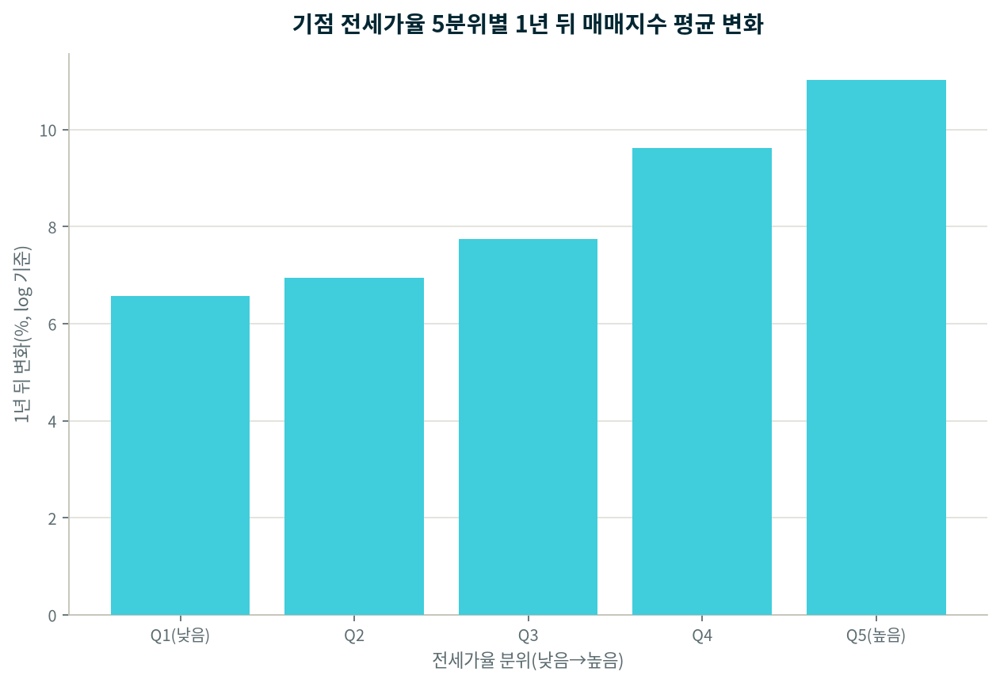 기점 전세가율 5분위별 1년 뒤 매매지수 평균 변화
1년 뒤 변화(%, log 기준)
10
8
6
4
2
0
Q1(낮음)
Q2
Q3
Q4
Q5(높음)
전세가율 분위(낮음→높음)